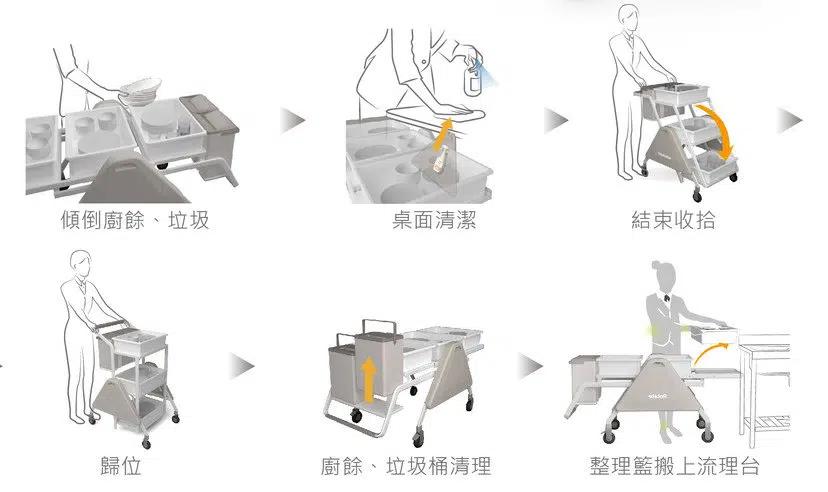 傾倒廚餘、垃圾
桌面清潔
結束收拾
歸位
廚餘、垃圾桶清理
整理籃搬上流理台